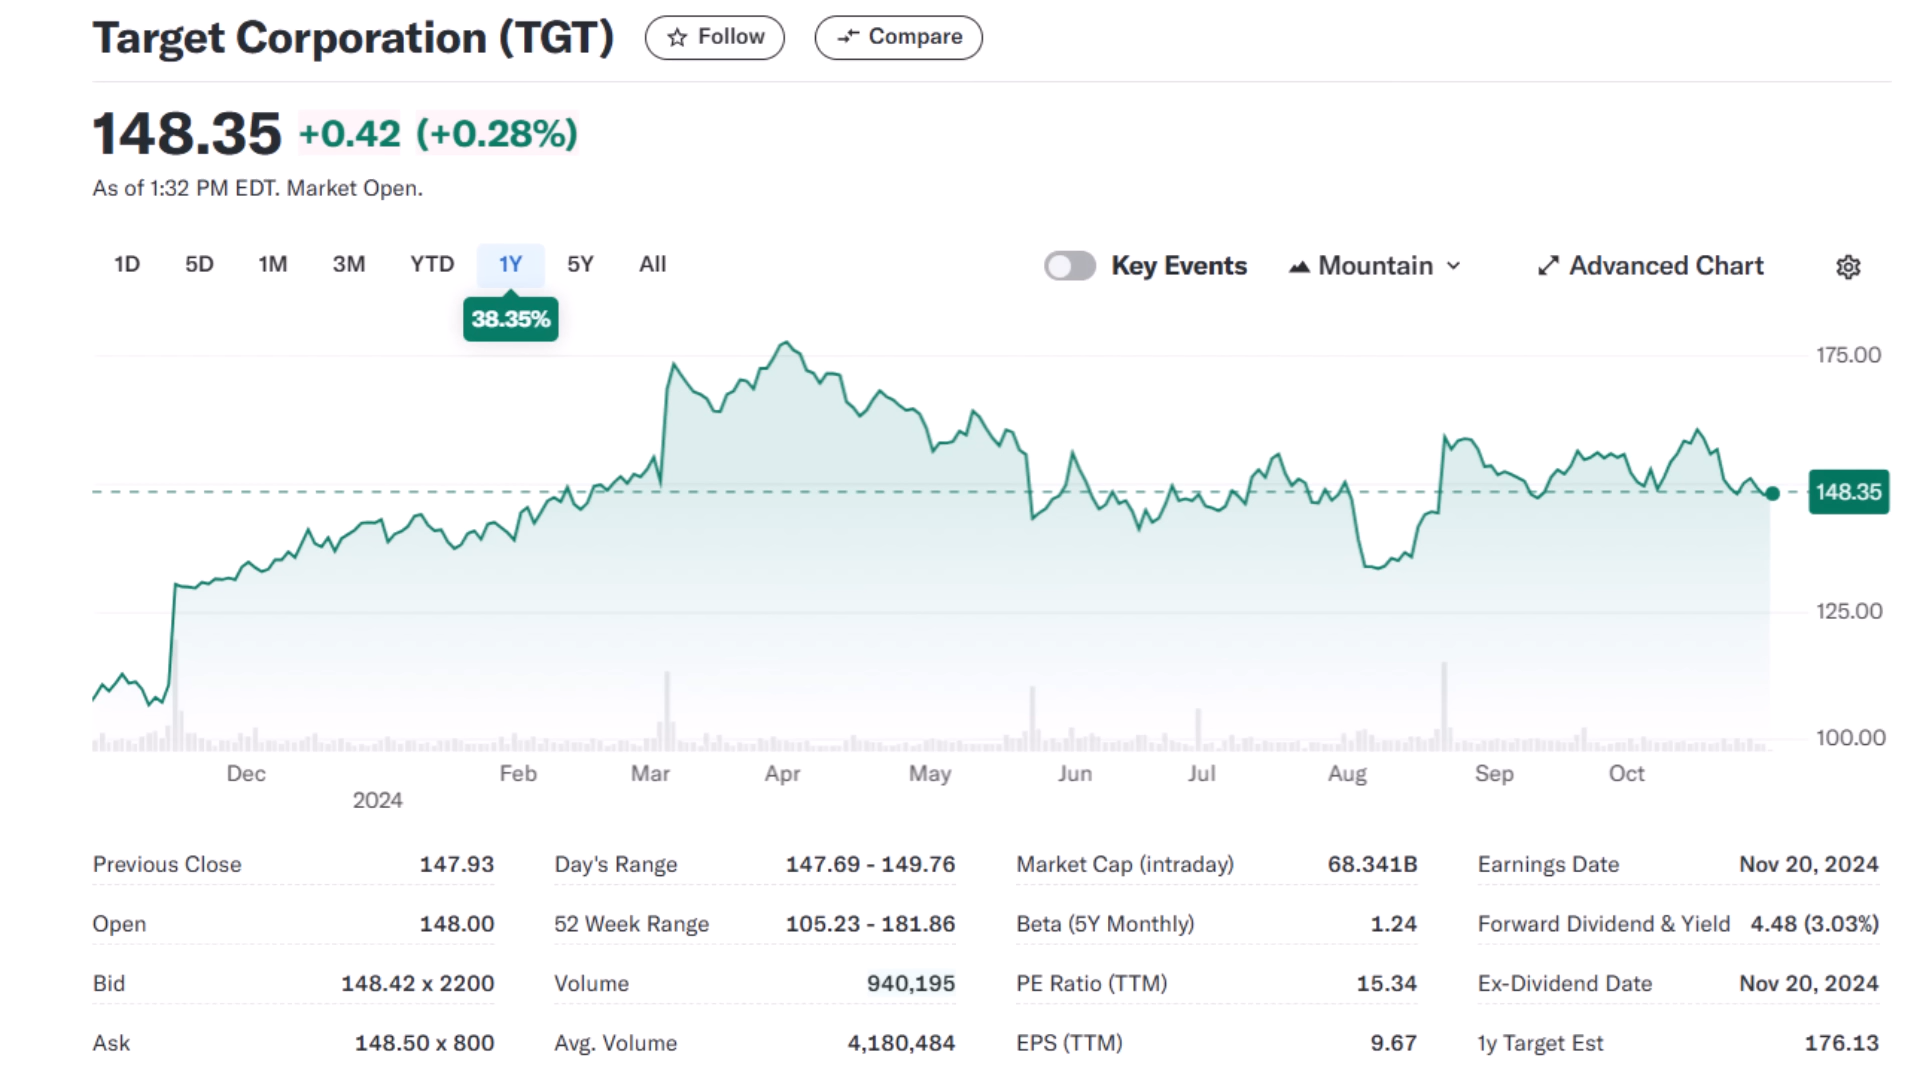 Target Corporation (TGT) Follow Compare
148.35 +0.42 (+0.28%)
As of 1:32 PM EDT. Market Open.
1D 5D 1M 3M YTD 1Y 5Y All Key Events Mountain Advanced Chart
38.35%
175.00
148.35
125.00
100.00
Dec Feb Mar Apr May Jun Jul Aug Sep Oct
2024
Previous Close 147.93 Day's Range 147.69 - 149.76 Market Cap (intraday) 68.341B Earnings Date Nov 20, 2024
Open 148.00 52 Week Range 105.23 - 181.86 Beta (5Y Monthly) 1.24 Forward Dividend & Yield 4.48 (3.03%)
Bid 148.42 x 2200 Volume 940,195 PE Ratio (TTM) 15.34 Ex-Dividend Date Nov 20, 2024
Ask 148.50 x 800 Avg. Volume 4,180,484 EPS (TTM) 9.67 1y Target Est 176.13